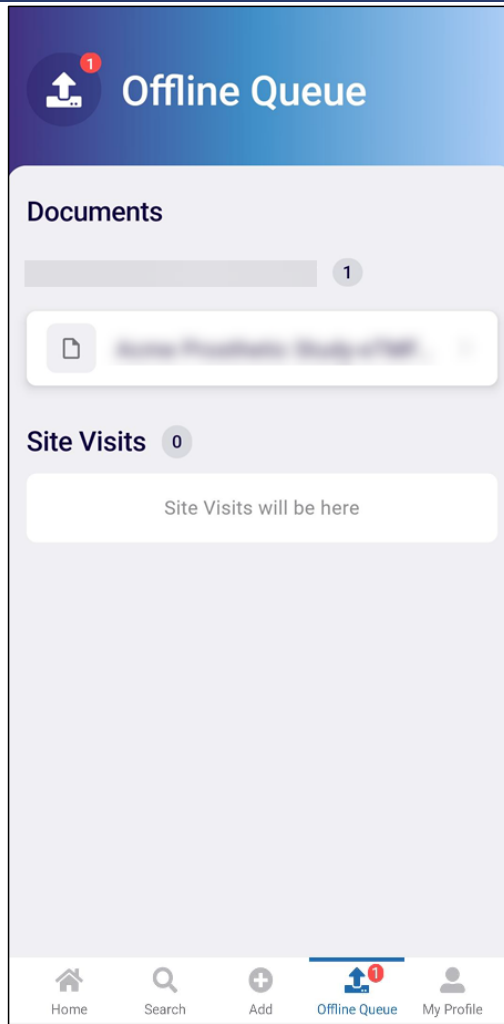 1
Offline Queue
Documents
1
Site Visits 0
Site Visits will be here
1
Home Search Add Offline Queue My Profile